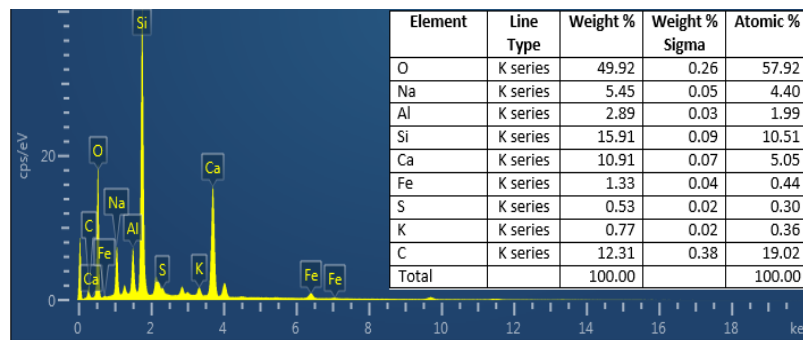 cps/eV
20
0
Si
O
Ca
Na
C
Al
Fe
Ca
S
K
Fe
Fe
0 2 4 6 8 10 12 14 16 18 ke
Element Line Type Weight % Weight % Sigma Atomic %
O K series 49.92 0.26 57.92
Na K series 5.45 0.05 4.40
Al K series 2.89 0.03 1.99
Si K series 15.91 0.09 10.51
Ca K series 10.91 0.07 5.05
Fe K series 1.33 0.04 0.44
S K series 0.53 0.02 0.30
K K series 0.77 0.02 0.36
C K series 12.31 0.38 19.02
Total 100.00 100.00